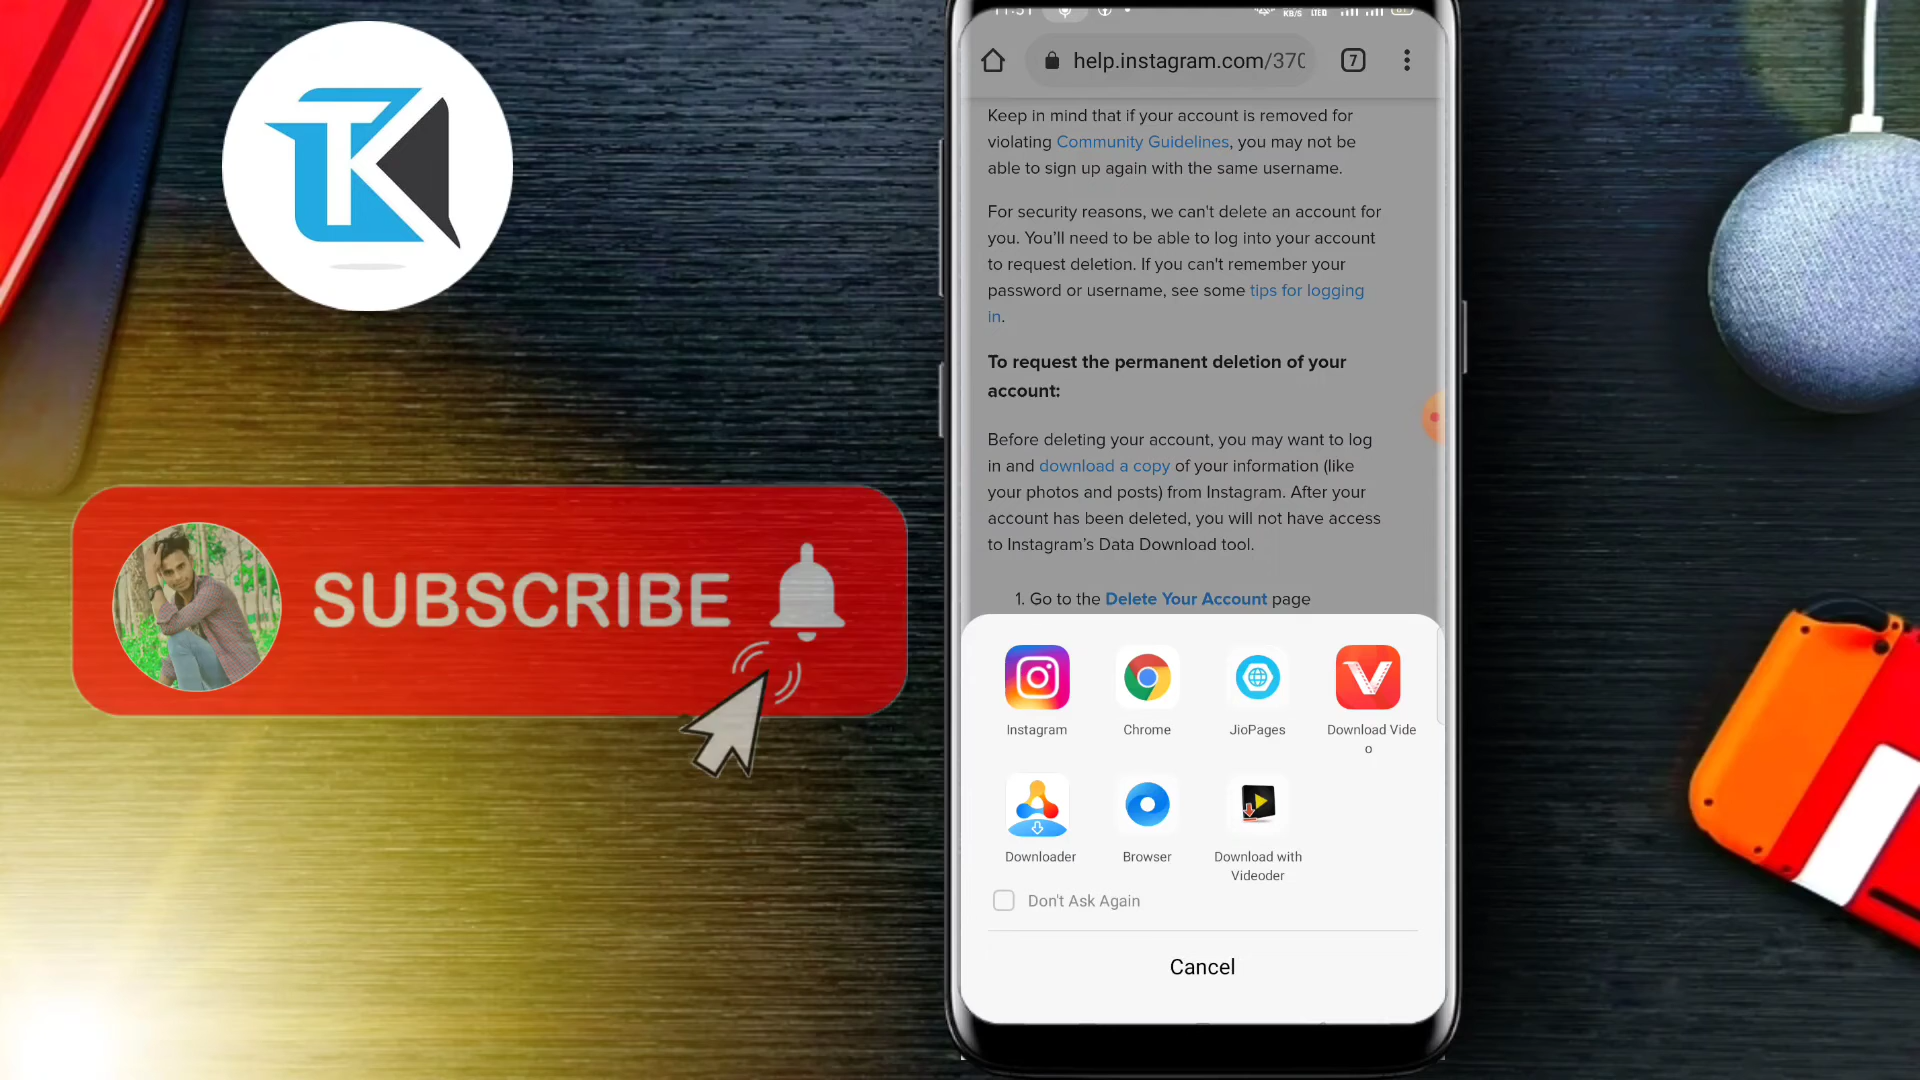 TK
SUBSCRIBE
help.instagram.com/370
7
Keep in mind that if your account is removed for
violating Community Guidelines, you may not be
able to sign up again with the same username.
For security reasons, we can't delete an account for
you. You'll need to be able to log into your account
to request deletion. If you can't remember your
password or username, see some tips for logging
in.
To request the permanent deletion of your
account:
Before deleting your account, you may want to log
in and download a copy of your information (like
your photos and posts) from Instagram. After your
account has been deleted, you will not have access
to Instagram's Data Download tool.
1. Go to the Delete Your Account page
Instagram
Chrome
JioPages
Download Vide
o
Downloader
Browser
Download with
Videoder
Don't Ask Again
Cancel